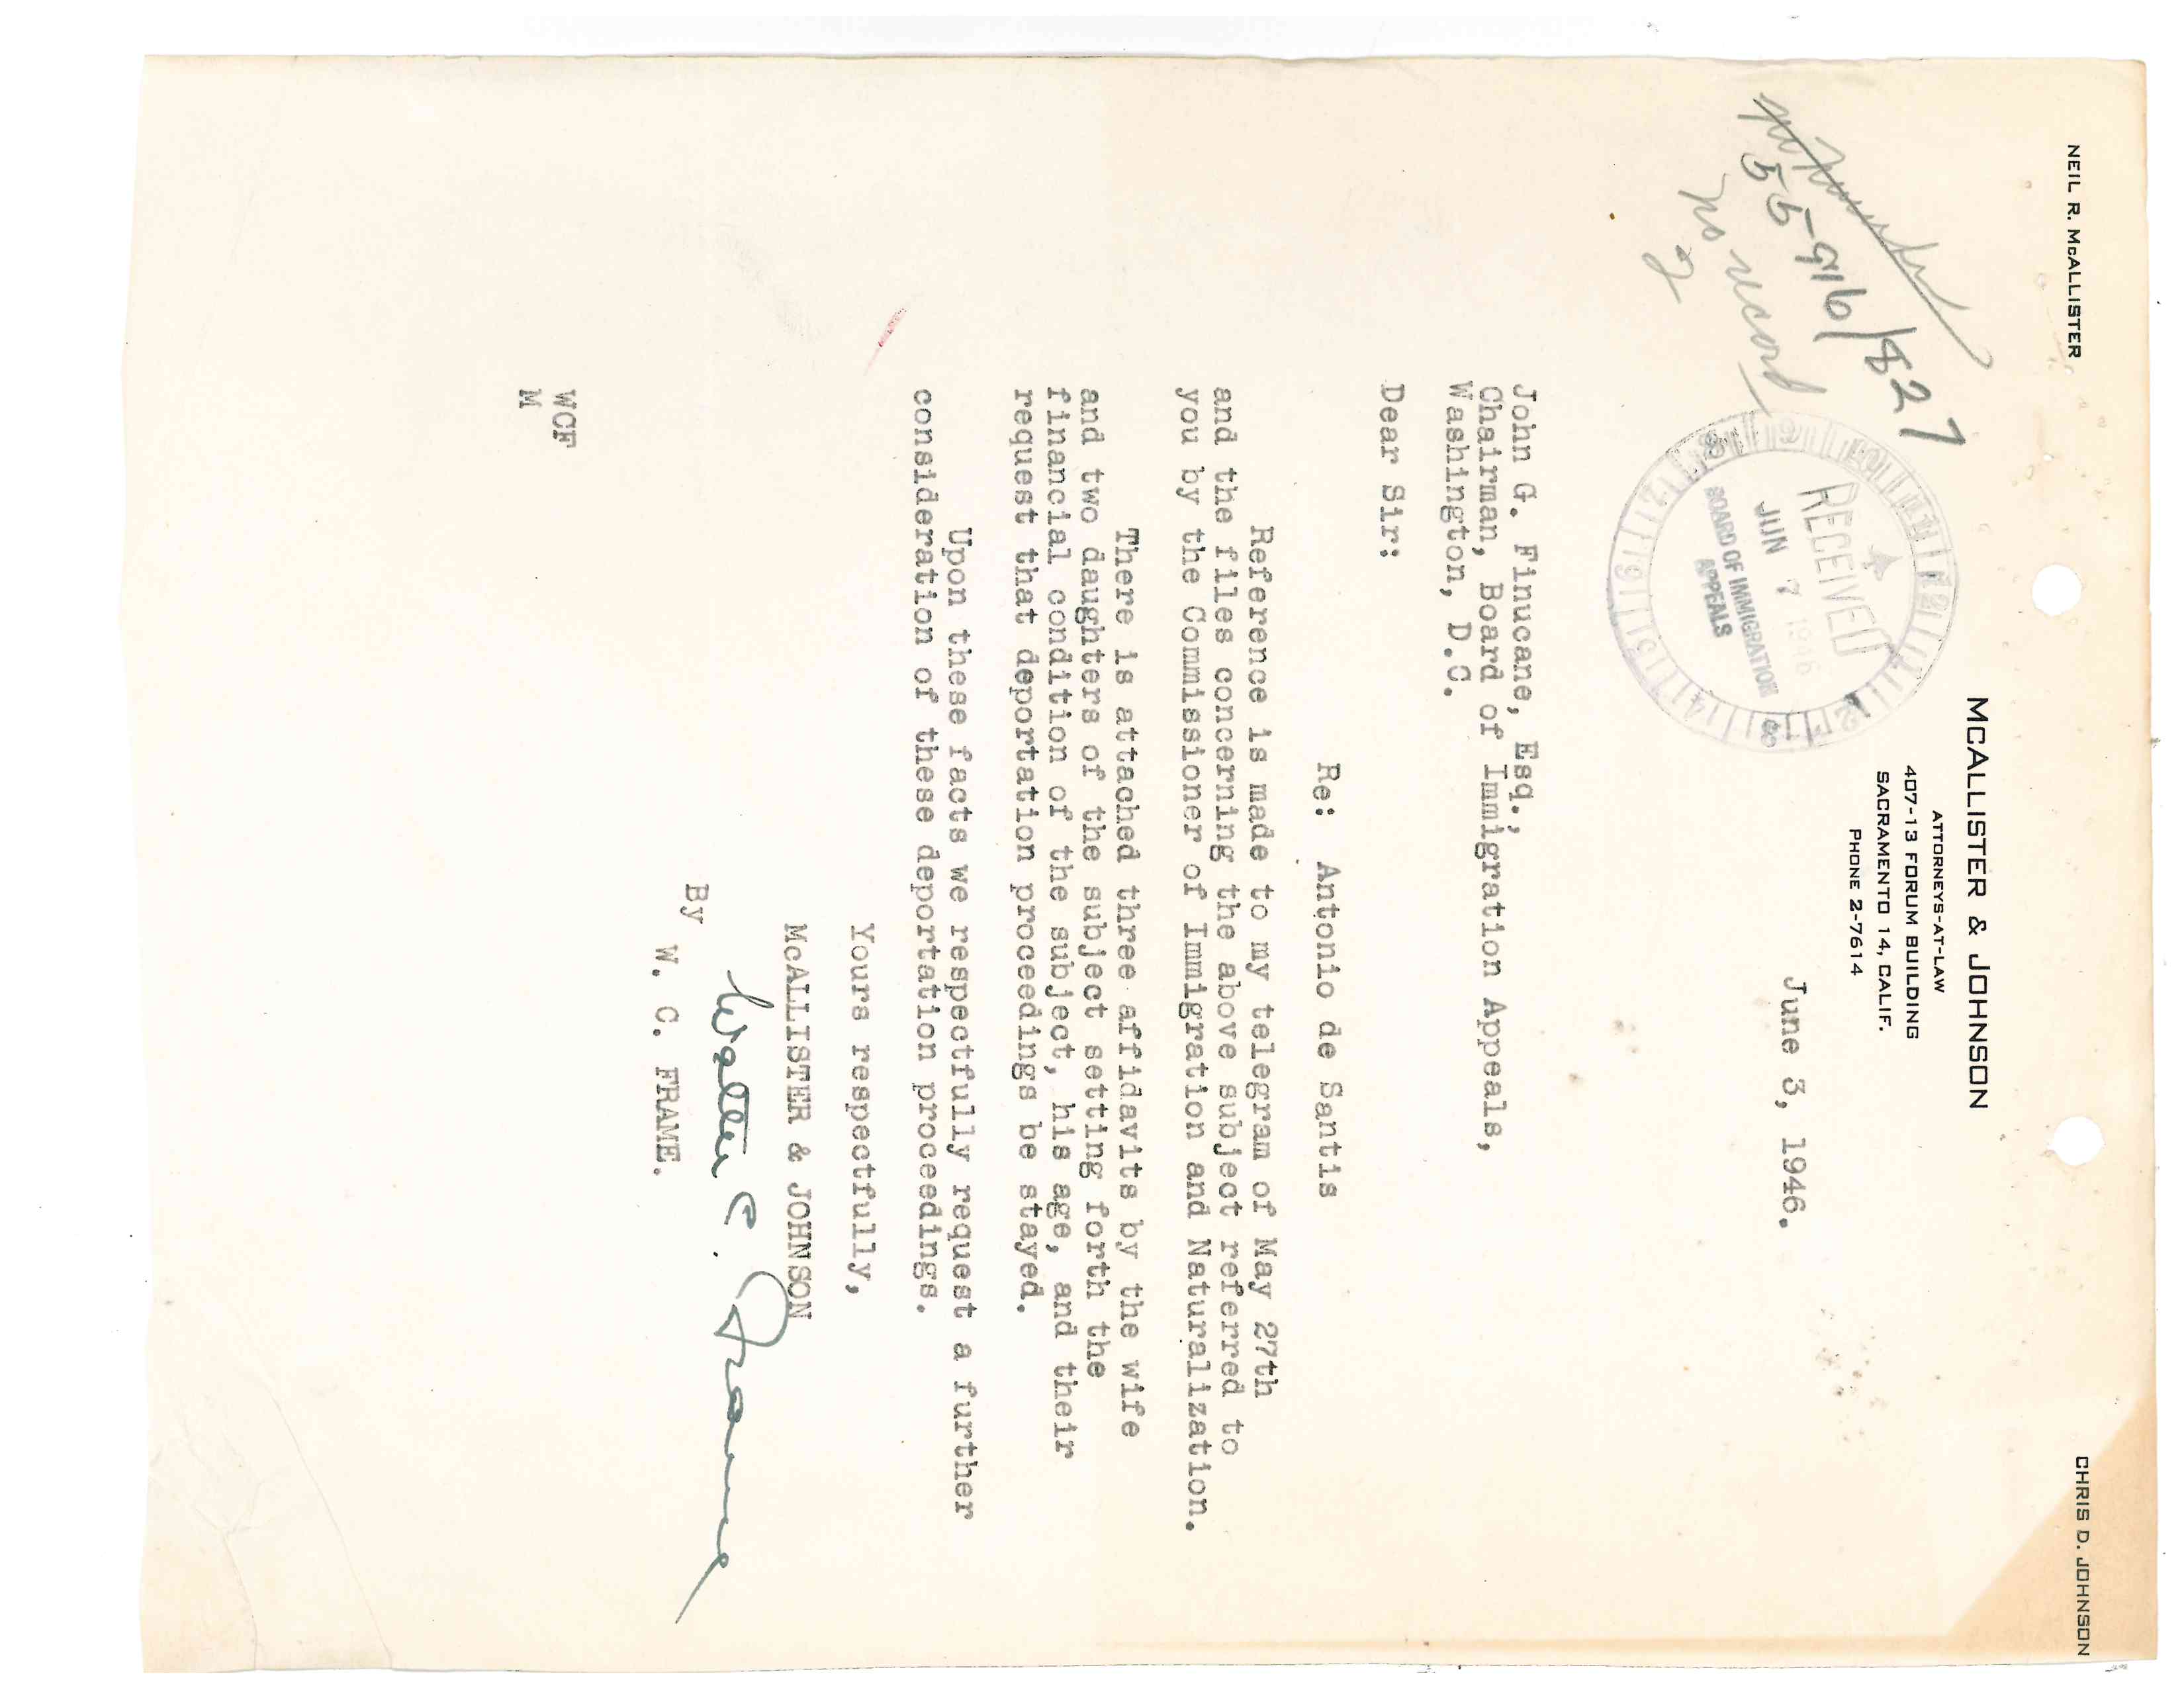 NEIL R. McALLISTER
CHRIS D. JOHNSON
McALLISTER & JOHNSON
ATTORNEYS-AT-LAW
407-13 FORUM BUILDING
SACRAMENTO 14, CALIF.
PHONE 2-7614
55916/827
no record
2
RECEIVED
JUN 7 1946
BOARD OF IMMIGRATION
APPEALS
June 3, 1946.
John G. Finucane, Esq.,
Chairman, Board of Immigration Appeals,
Washington, D.C.
Dear Sir:
Re: Antonio de Santis
Reference is made to my telegram of May 27th
and the files concerning the above subject referred to
you by the Commissioner of Immigration and Naturalization.
There is attached three affidavits by the wife
and two daughters of the subject setting forth the
financial condition of the subject, his age, and their
request that deportation proceedings be stayed.
Upon these facts we respectfully request a further
consideration of these deportation proceedings.
Yours respectfully,
McALLISTER & JOHNSON
Walter C. Frame
By
W. C. FRAME.
WCF
M